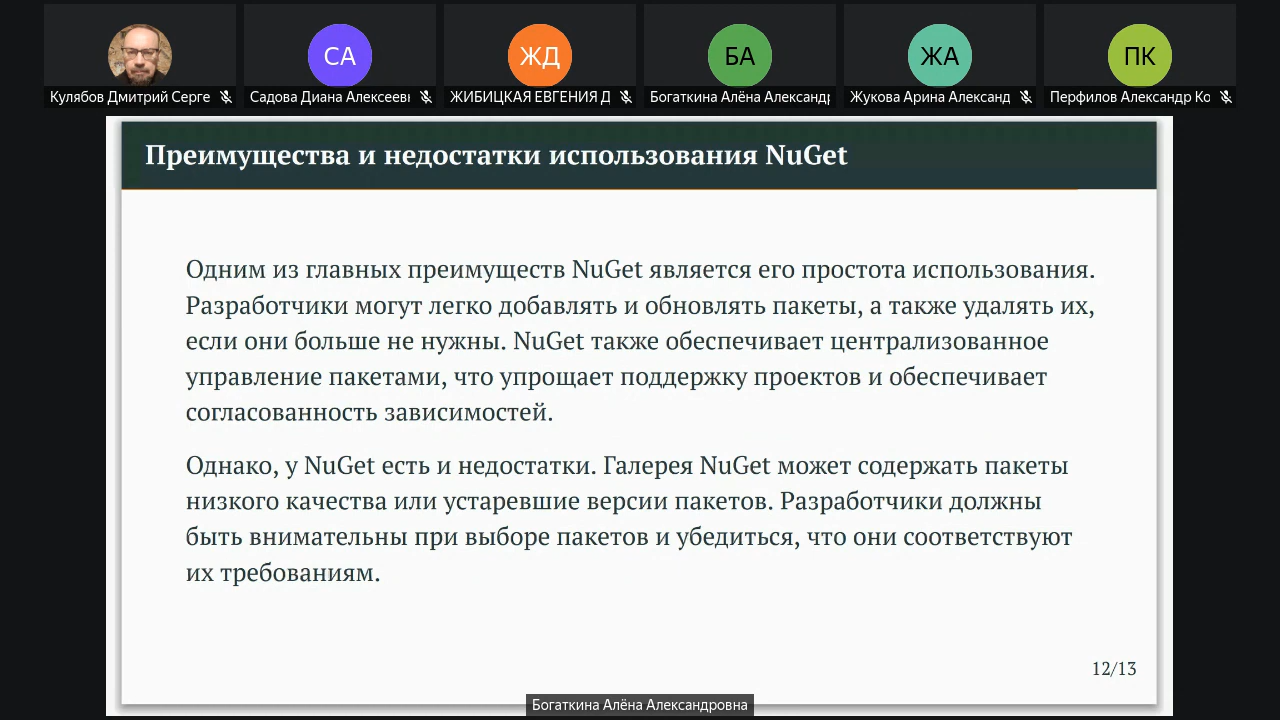 СА
ЖД
БА
ЖА
ПК
Кулябов Дмитрий Серге
Садова Диана Алексеевн
ЖИБИЦКАЯ ЕВГЕНИЯ Д
Богаткина Алёна Александр
Жукова Арина Александ
Перфилов Александр Ко
Преимущества и недостатки использования NuGet
Одним из главных преимуществ NuGet является его простота использования.
Разработчики могут легко добавлять и обновлять пакеты, а также удалять их,
если они больше не нужны. NuGet также обеспечивает централизованное
управление пакетами, что упрощает поддержку проектов и обеспечивает
согласованность зависимостей.
Однако, у NuGet есть и недостатки. Галерея NuGet может содержать пакеты
низкого качества или устаревшие версии пакетов. Разработчики должны
быть внимательны при выборе пакетов и убедиться, что они соответствуют
их требованиям.
12/13
Богаткина Алёна Александровна